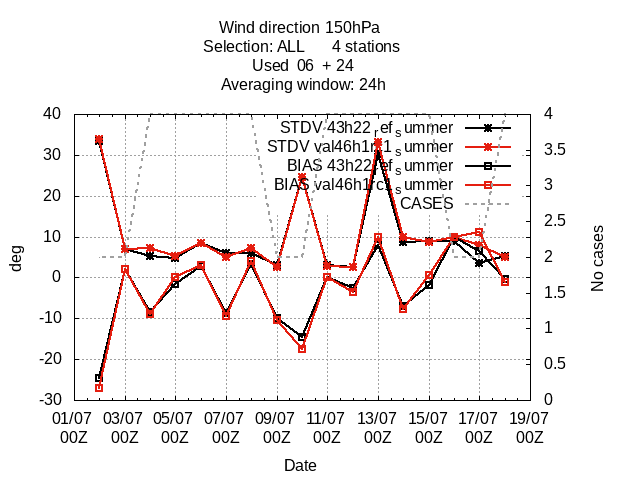 Wind direction 150hPa
Selection: ALL 4 stations
Used 06 + 24
Averaging window: 24h
STDV 43h22ref_summer
STDV val46h1rc1_summer
BIAS 43h22ref_summer
BIAS val46h1rc1_summer
CASES
40
30
20
10
0
-10
-20
-30
deg
4
3.5
3
2.5
2
1.5
1
0.5
0
No cases
01/07 03/07 05/07 07/07 09/07 11/07 13/07 15/07 17/07 19/07
00Z 00Z 00Z 00Z 00Z 00Z 00Z 00Z 00Z 00Z
Date